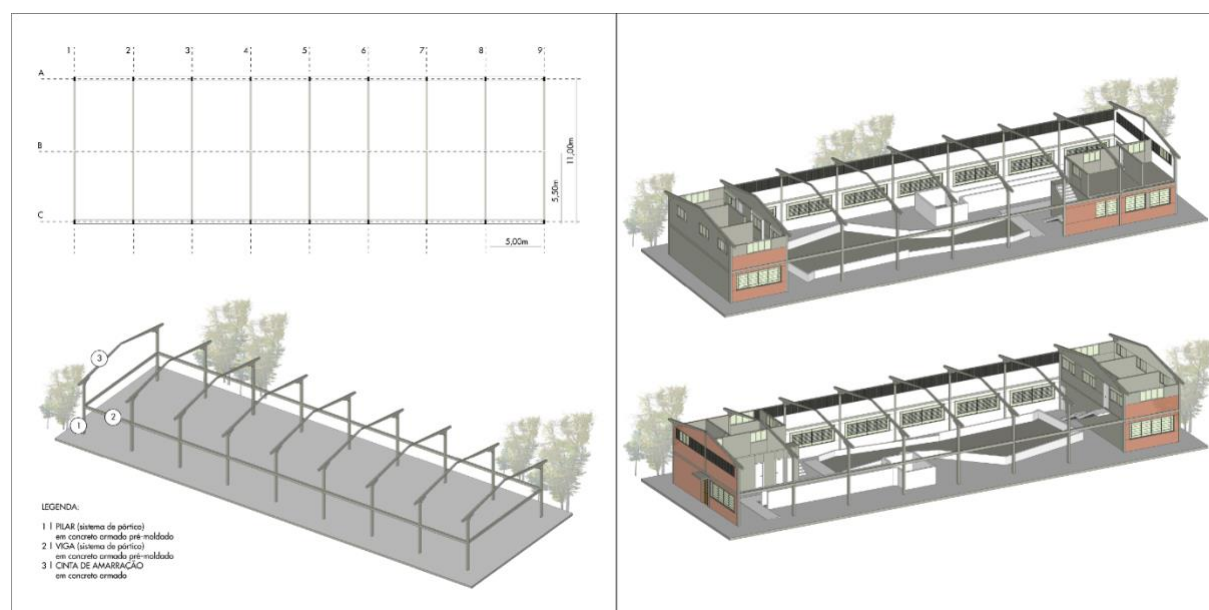 1 2 3 4 5 6 7 8 9
A
B
C
11,00m
5,50m
5,00m
3
2
1
LEGENDA:
1 | PILAR (sistema de pórtico)
em concreto armado pré-moldado
2 | VIGA (sistema de pórtico)
em concreto armado pré-moldado
3 | CINTA DE AMARRAÇÃO
em concreto armado